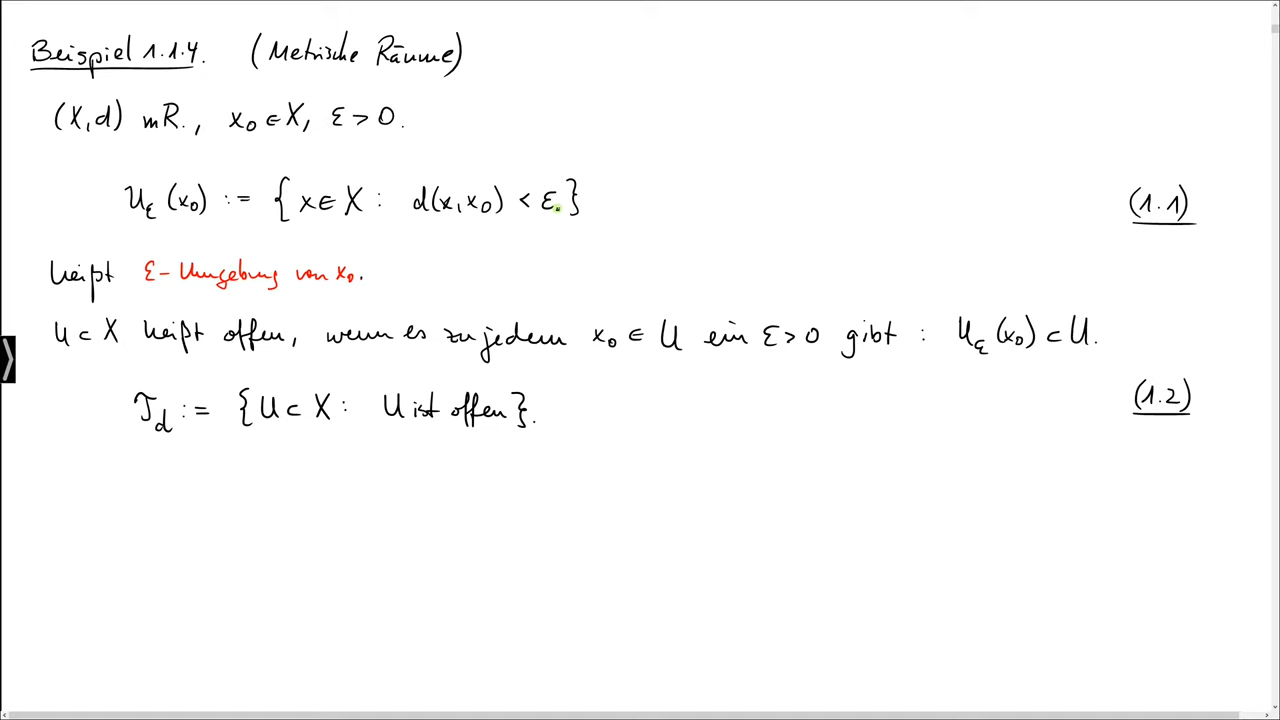 Beispiel 1.1.4. (Metrische Räume)
(X,d) mR., x₀ ∈ X, ε > 0.
U_ε(x₀) := { x ∈ X : d(x,x₀) < ε } (1.1)
heißt ε-Umgebung von x₀.
U ⊂ X heißt offen, wenn es zu jedem x₀ ∈ U ein ε > 0 gibt : U_ε(x₀) ⊂ U.
𝒯_d := { U ⊂ X : U ist offen }. (1.2)